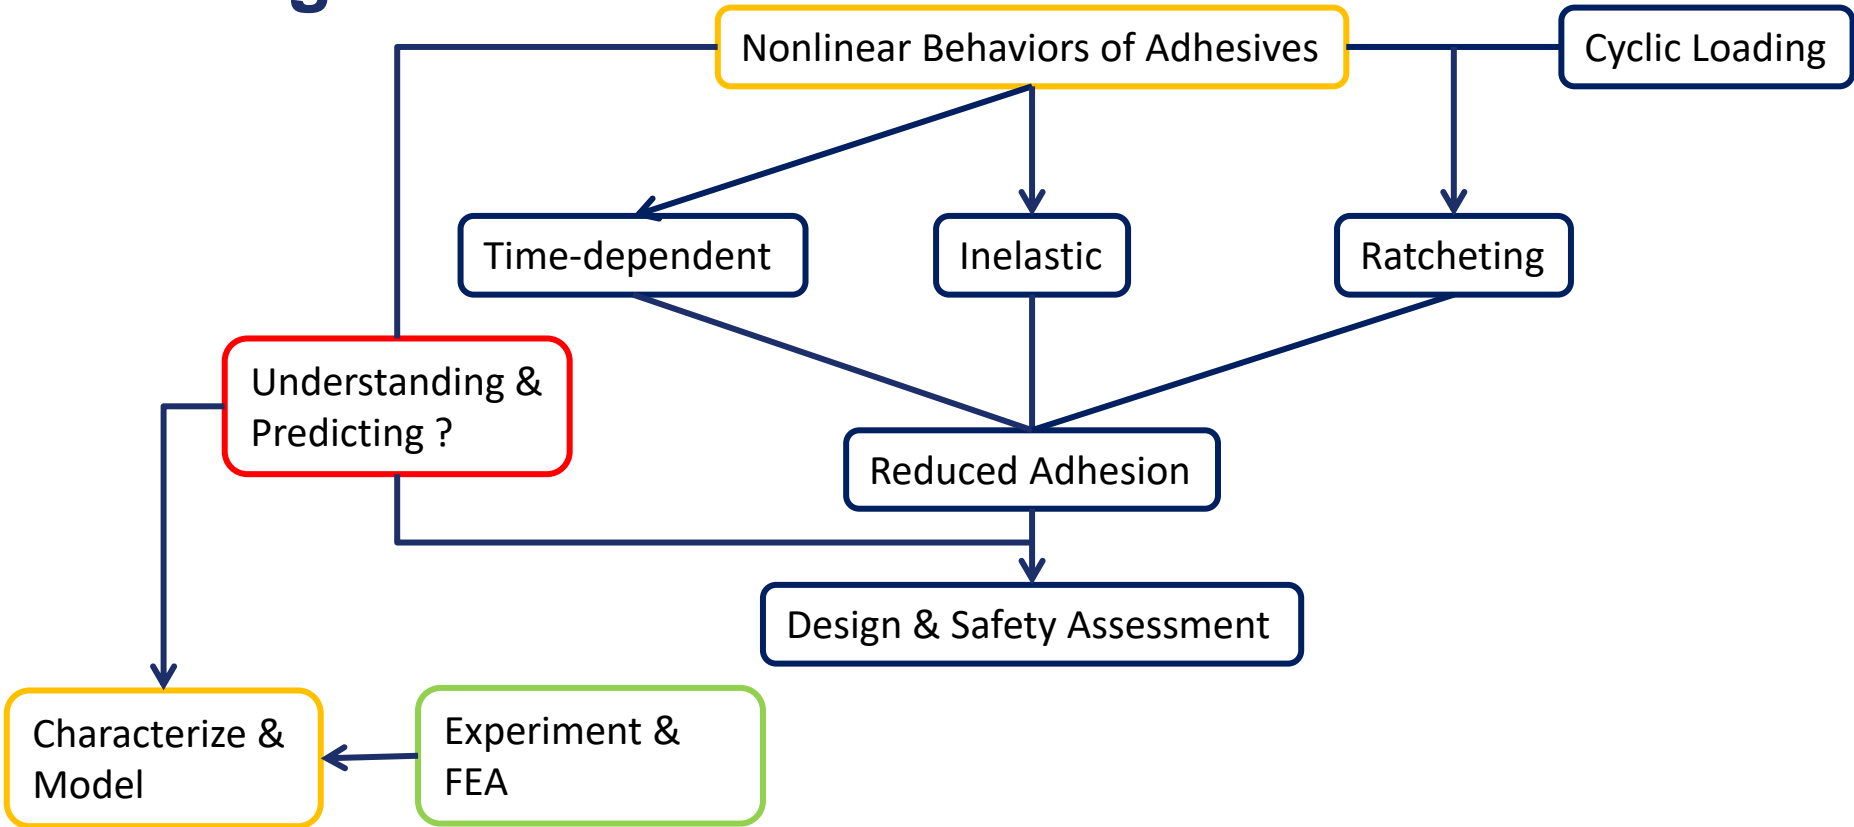 Nonlinear Behaviors of Adhesives
Cyclic Loading
Time-dependent
Inelastic
Ratcheting
Understanding &
Predicting ?
Reduced Adhesion
Design & Safety Assessment
Characterize &
Model
Experiment &
FEA